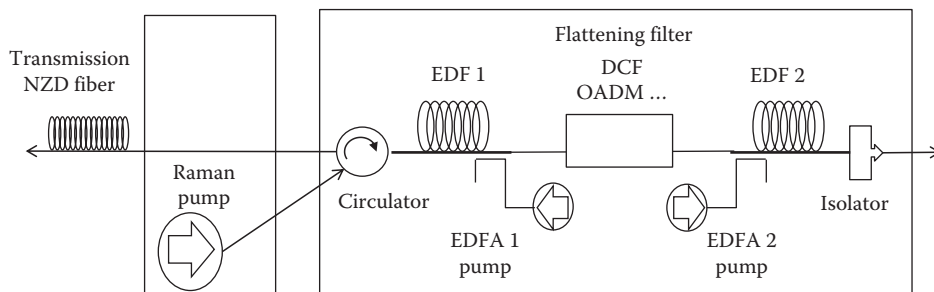 Flattening filter
Transmission
NZD fiber
EDF 1
DCF
OADM ...
EDF 2
Raman
pump
Circulator
Isolator
EDFA 1
pump
EDFA 2
pump